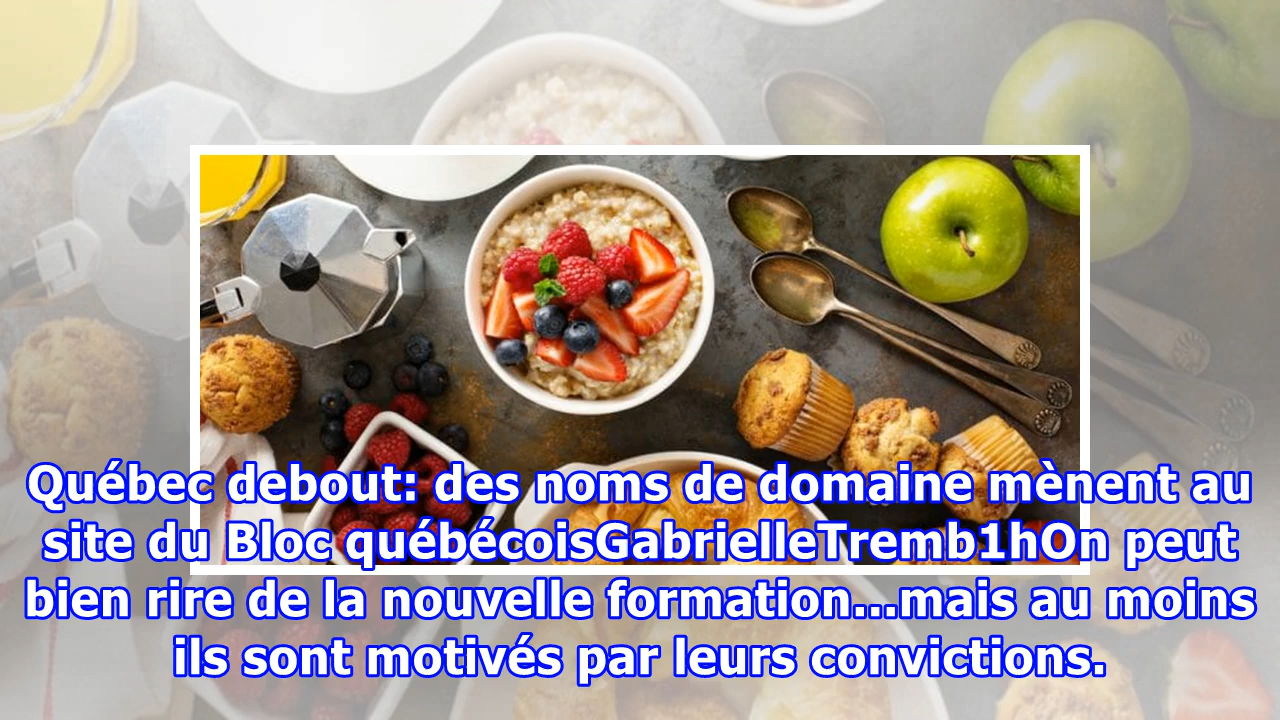 Québec debout: des noms de domaine mènent au
site du Bloc québécoisGabrielleTremb1hOn peut
bien rire de la nouvelle formation...mais au moins
ils sont motivés par leurs convictions.